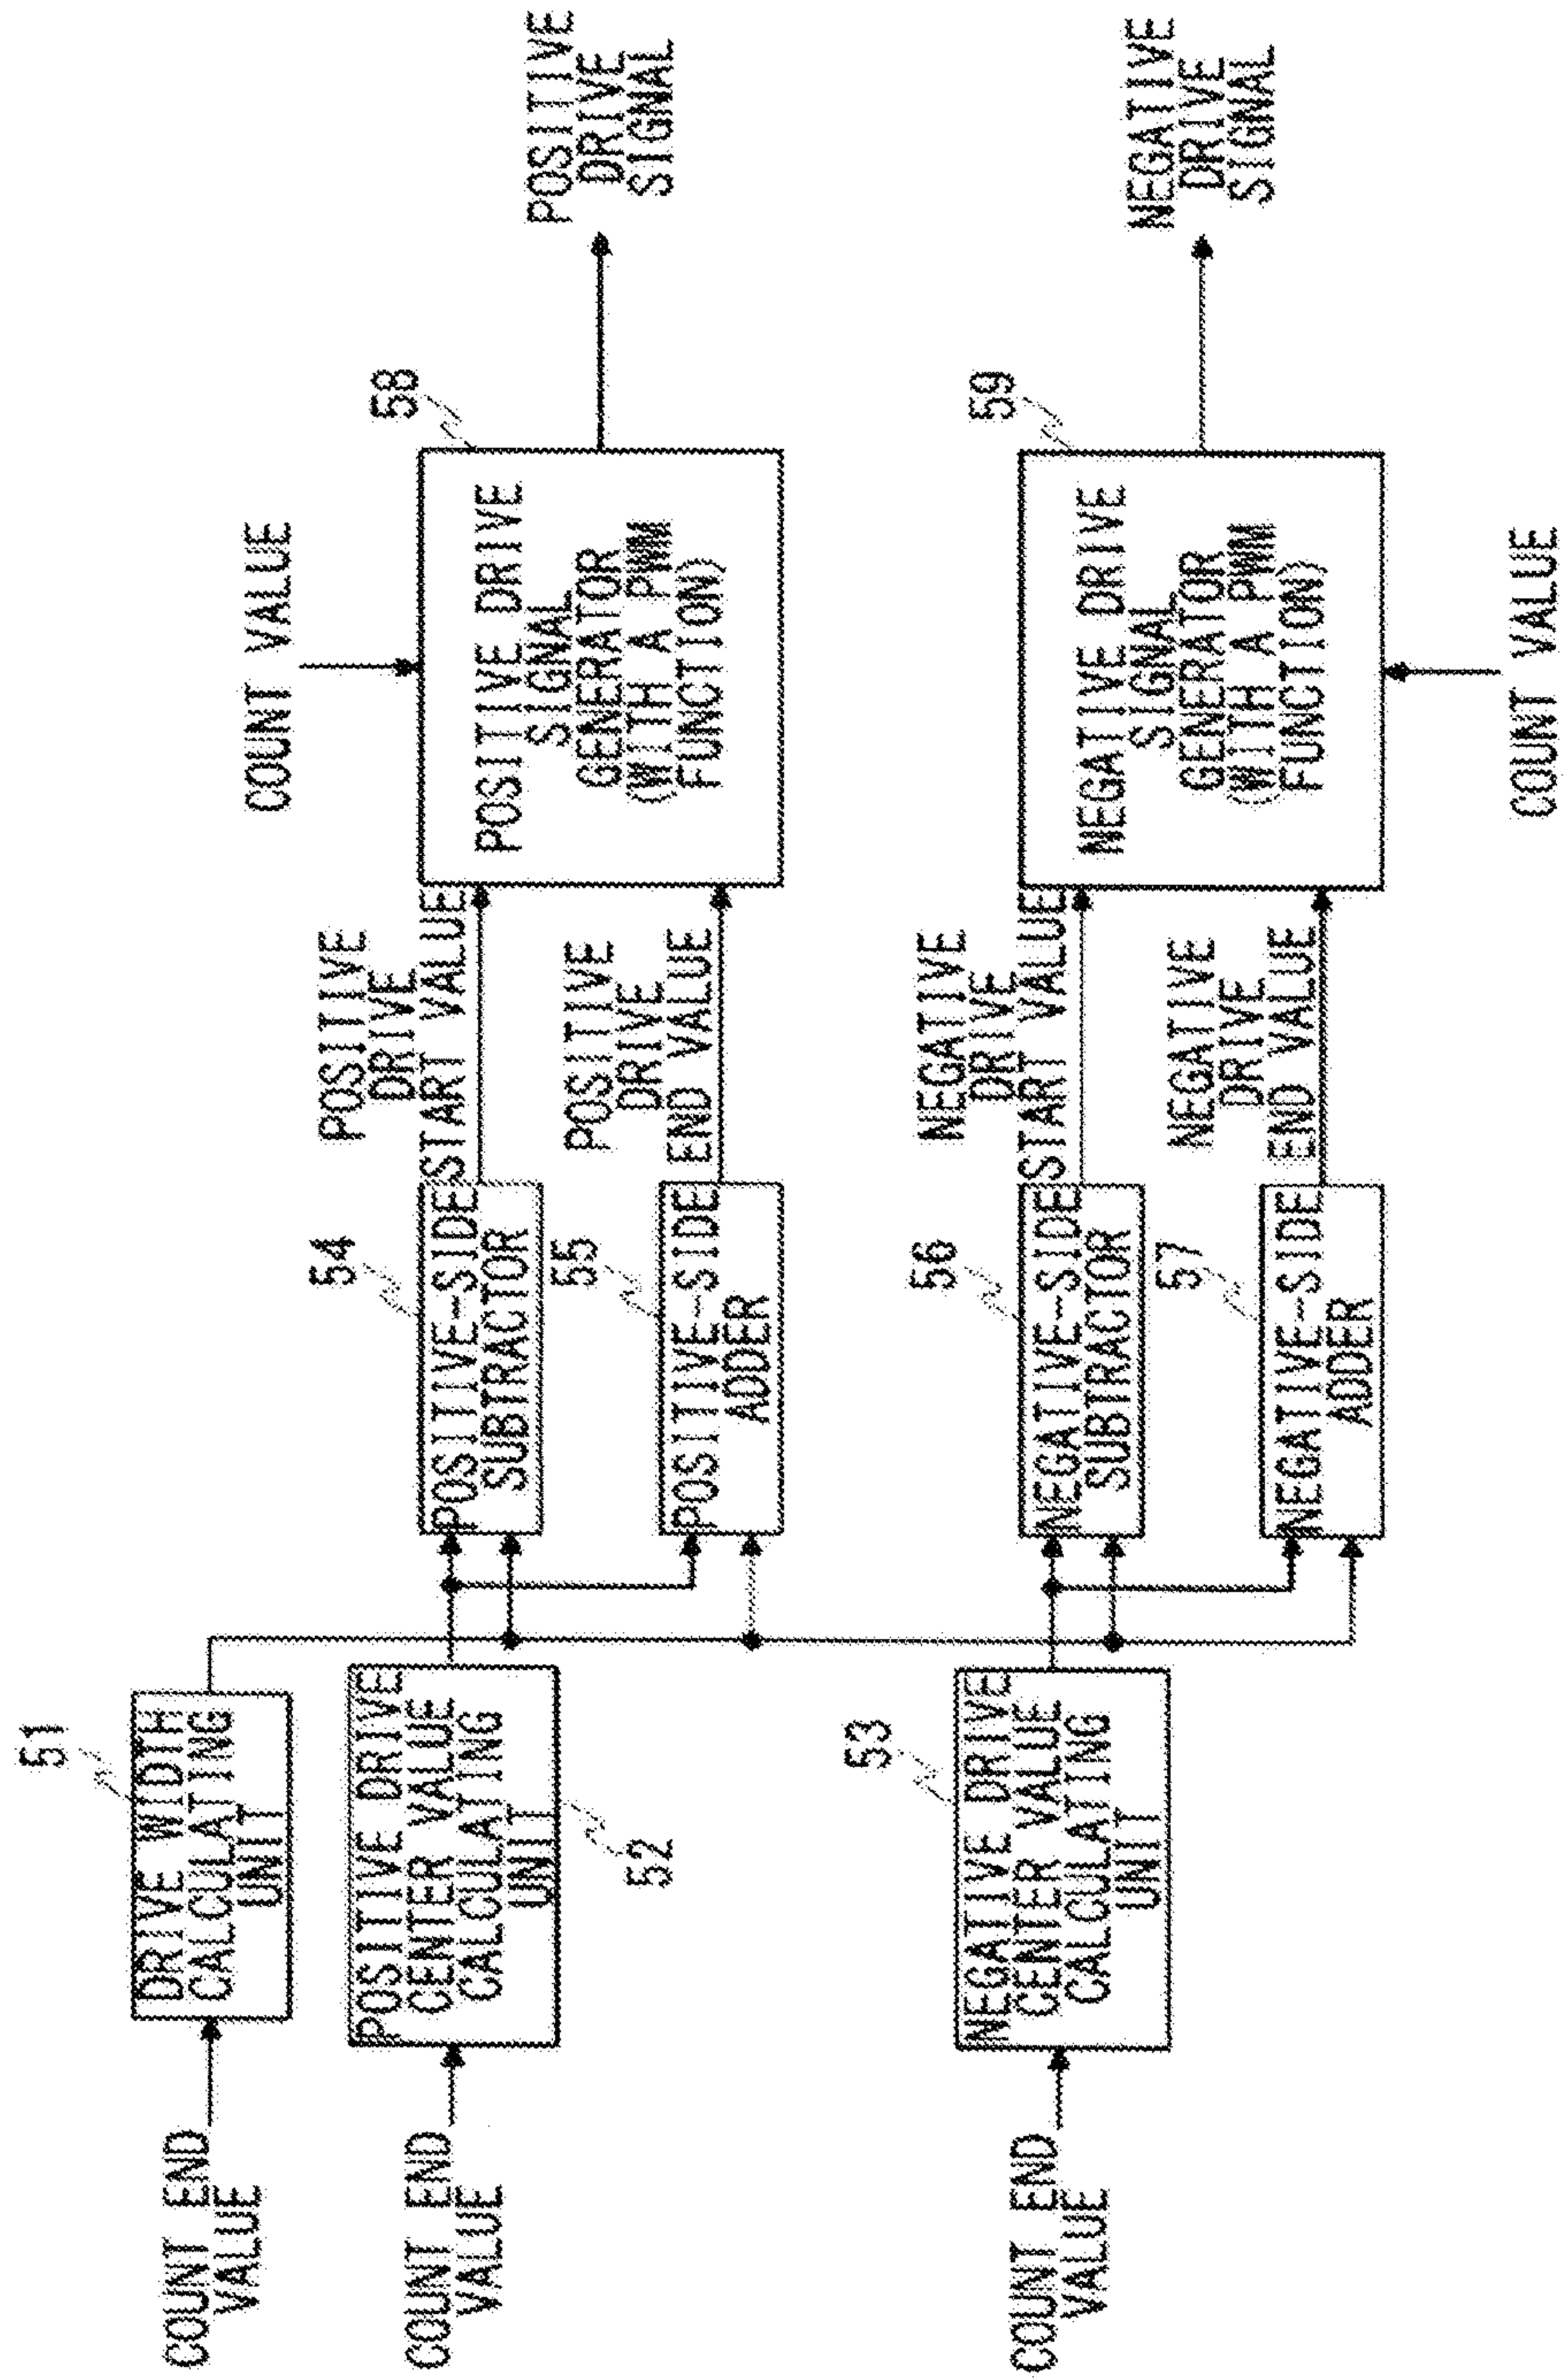 COUNT END
VALUE
51
DRIVE WIDTH
CALCULATING
UNIT
COUNT END
VALUE
POSITIVE DRIVE
CENTER VALUE
CALCULATING
UNIT
52
COUNT END
VALUE
53
NEGATIVE DRIVE
CENTER VALUE
CALCULATING
UNIT
54
POSITIVE-SIDE
SUBTRACTOR
POSITIVE
DRIVE
START VALUE
55
POSITIVE-SIDE
ADDER
POSITIVE
DRIVE
END VALUE
56
NEGATIVE-SIDE
SUBTRACTOR
NEGATIVE
DRIVE
START VALUE
57
NEGATIVE-SIDE
ADDER
NEGATIVE
DRIVE
END VALUE
COUNT VALUE
58
POSITIVE DRIVE
SIGNAL
GENERATOR
(WITH A PWM
FUNCTION)
POSITIVE
DRIVE
SIGNAL
59
NEGATIVE DRIVE
SIGNAL
GENERATOR
(WITH A PWM
FUNCTION)
COUNT VALUE
NEGATIVE
DRIVE
SIGNAL